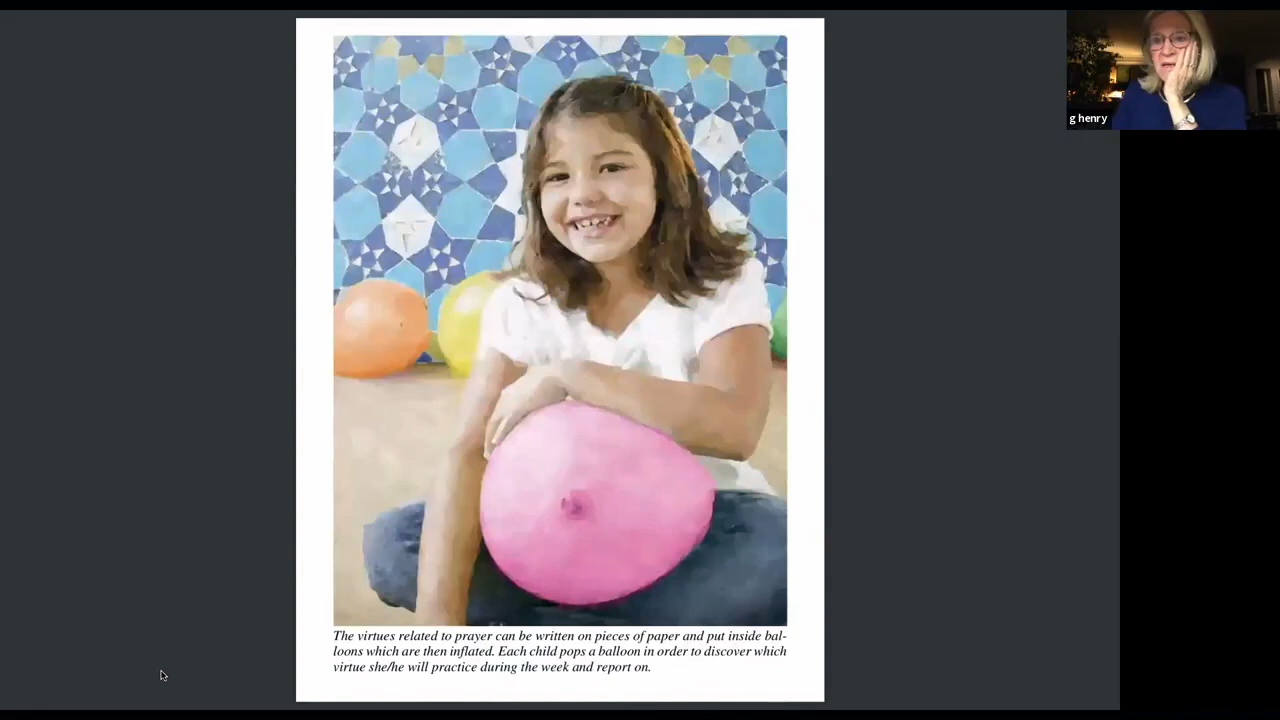 g henry
The virtues related to prayer can be written on pieces of paper and put inside bal-
loons which are then inflated. Each child pops a balloon in order to discover which
virtue she/he will practice during the week and report on.